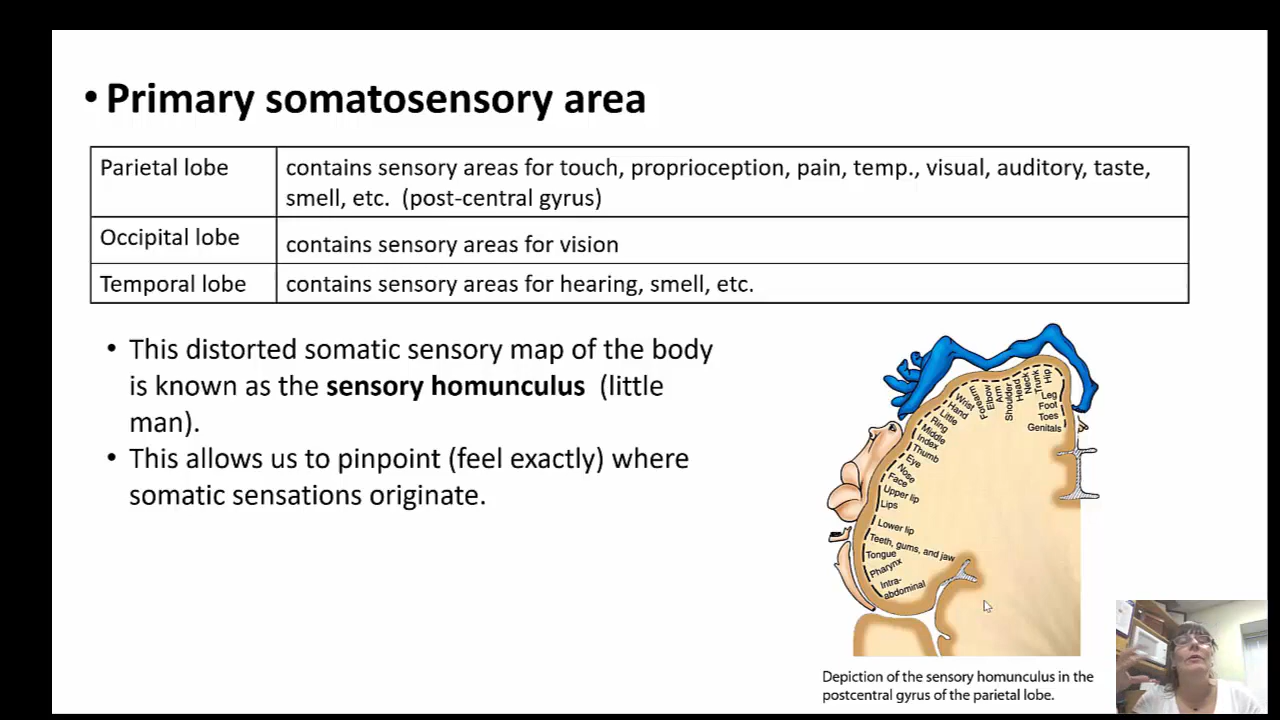 • Primary somatosensory area
Parietal lobe
contains sensory areas for touch, proprioception, pain, temp., visual, auditory, taste,
smell, etc. (post-central gyrus)
Occipital lobe
contains sensory areas for vision
Temporal lobe
contains sensory areas for hearing, smell, etc.
• This distorted somatic sensory map of the body
is known as the sensory homunculus (little
man).
• This allows us to pinpoint (feel exactly) where
somatic sensations originate.
Hip
Trunk
Neck
Head
Shoulder
Arm
Elbow
Forearm
Wrist
Hand
Little
Ring
Middle
Index
Thumb
Eye
Nose
Face
Upper lip
Lips
Lower lip
Teeth, gums, and jaw
Tongue
Pharynx
Intra-
abdominal
Leg
Foot
Toes
Genitals
Depiction of the sensory homunculus in the
postcentral gyrus of the parietal lobe.